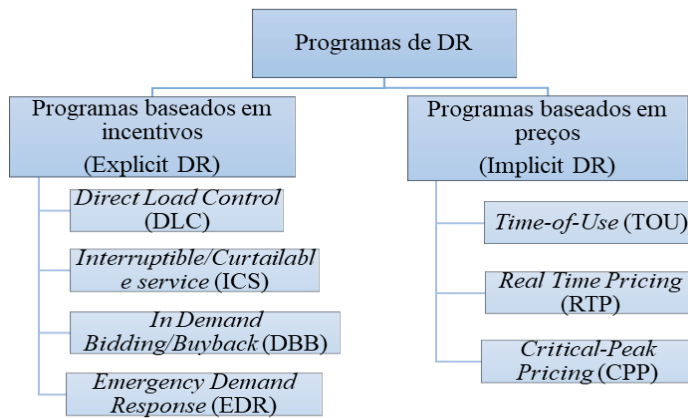 Programas de DR
Programas baseados em
incentivos
(Explicit DR)
Direct Load Control
(DLC)
Interruptible/Curtailabl
e service (ICS)
In Demand
Bidding/Buyback (DBB)
Emergency Demand
Response (EDR)
Programas baseados em
preços
(Implicit DR)
Time-of-Use (TOU)
Real Time Pricing
(RTP)
Critical-Peak
Pricing (CPP)